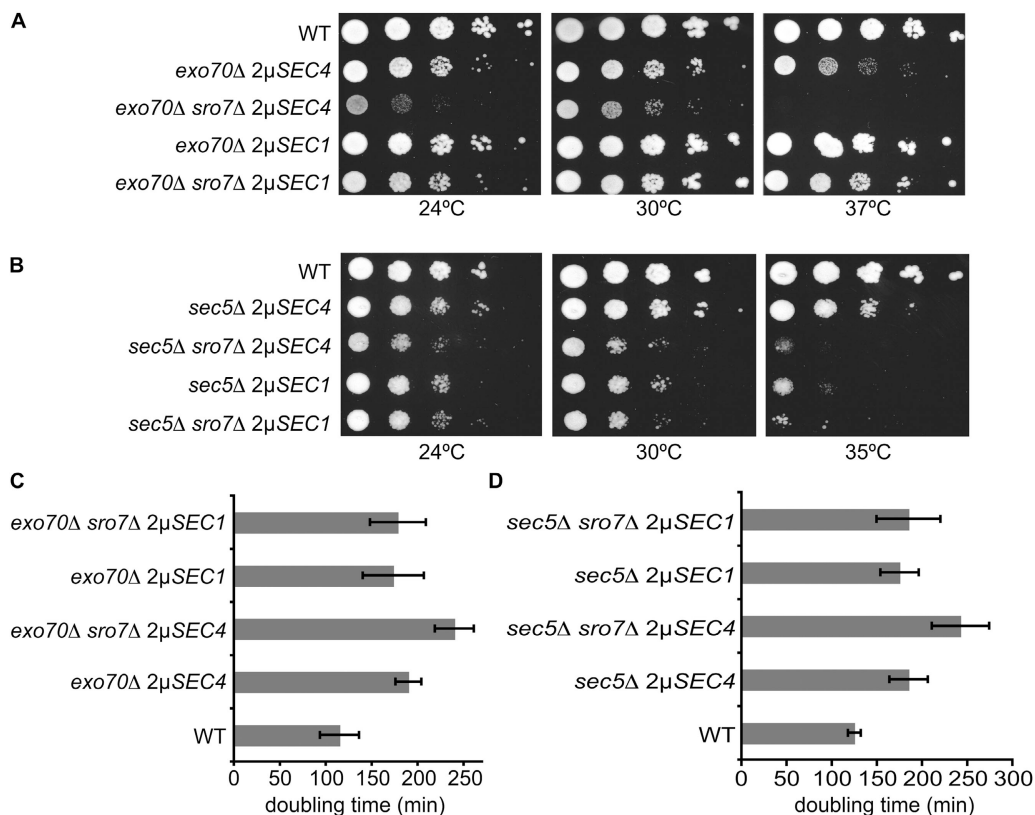 A
WT
exo70Δ 2μSEC4
exo70Δ sro7Δ 2μSEC4
exo70Δ 2μSEC1
exo70Δ sro7Δ 2μSEC1
24ºC 30ºC 37ºC
B
WT
sec5Δ 2μSEC4
sec5Δ sro7Δ 2μSEC4
sec5Δ 2μSEC1
sec5Δ sro7Δ 2μSEC1
24ºC 30ºC 35ºC
C
exo70Δ sro7Δ 2μSEC1
exo70Δ 2μSEC1
exo70Δ sro7Δ 2μSEC4
exo70Δ 2μSEC4
WT
0 50 100 150 200 250
doubling time (min)
D
sec5Δ sro7Δ 2μSEC1
sec5Δ 2μSEC1
sec5Δ sro7Δ 2μSEC4
sec5Δ 2μSEC4
WT
0 50 100 150 200 250 300
doubling time (min)